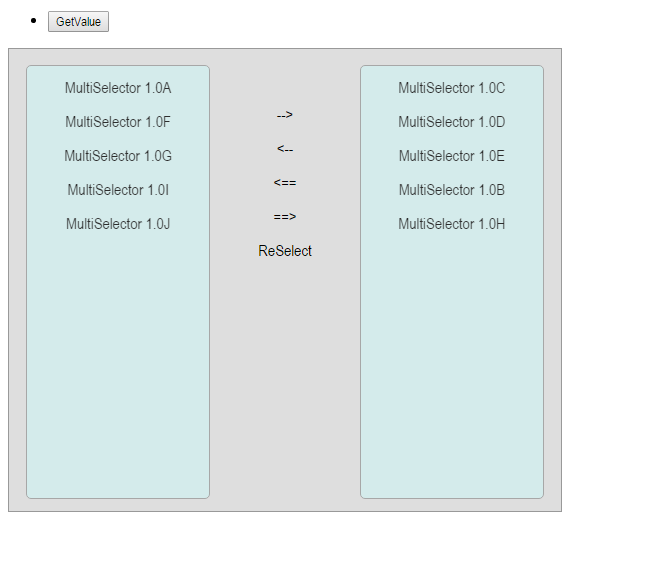 GetValue
MultiSelector 1.0A
MultiSelector 1.0F
MultiSelector 1.0G
MultiSelector 1.0I
MultiSelector 1.0J
-->
<--
<==
==>
ReSelect
MultiSelector 1.0C
MultiSelector 1.0D
MultiSelector 1.0E
MultiSelector 1.0B
MultiSelector 1.0H